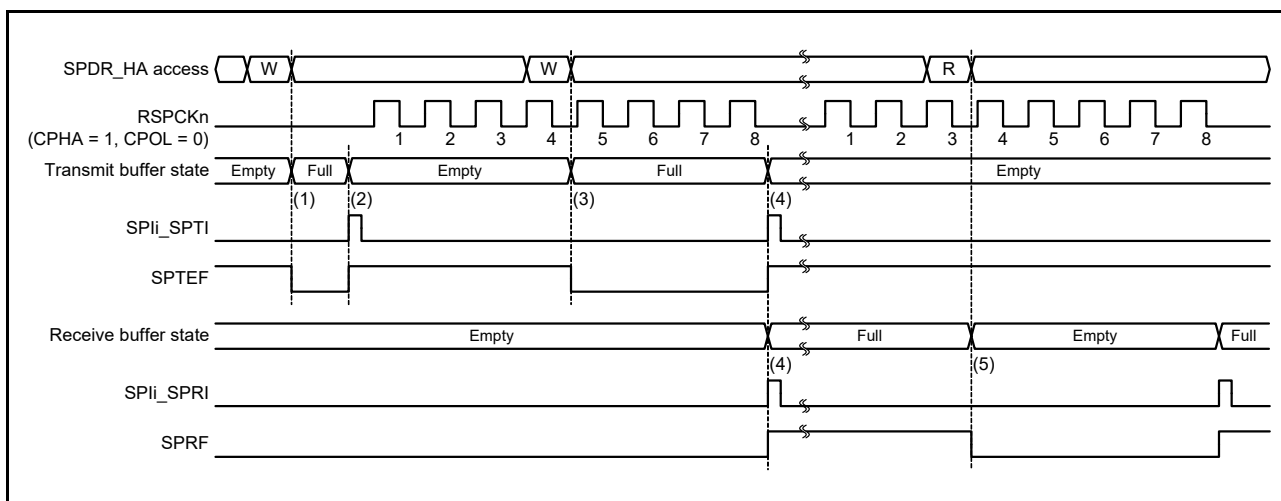 SPDR_HA access W W R
RSPCKn
(CPHA = 1, CPOL = 0) 1 2 3 4 5 6 7 8 1 2 3 4 5 6 7 8
Transmit buffer state Empty Full Empty Full Empty
(1) (2) (3) (4)
SPIi_SPTI
SPTEF
Receive buffer state Empty Full Empty Full
(4) (5)
SPIi_SPRI
SPRF